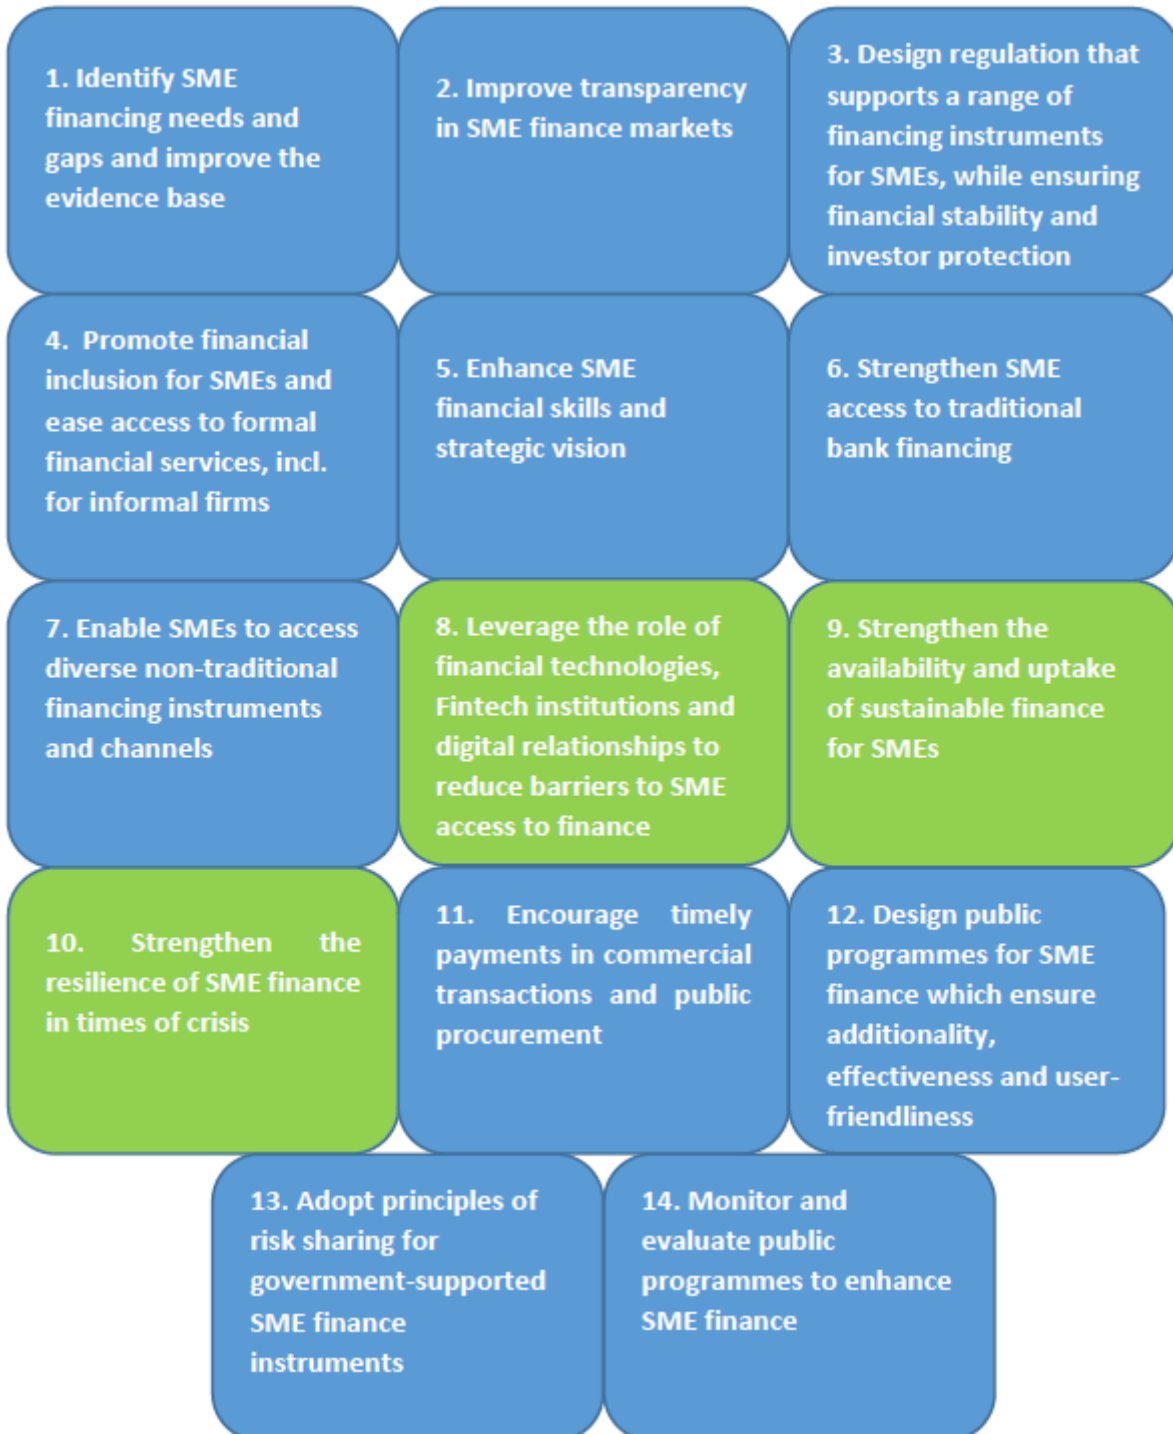 1. Identify SME
financing needs and
gaps and improve the
evidence base
2. Improve transparency
in SME finance markets
3. Design regulation that
supports a range of
financing instruments
for SMEs, while ensuring
financial stability and
investor protection
4. Promote financial
inclusion for SMEs and
ease access to formal
financial services, incl.
for informal firms
5. Enhance SME
financial skills and
strategic vision
6. Strengthen SME
access to traditional
bank financing
7. Enable SMEs to access
diverse non-traditional
financing instruments
and channels
8. Leverage the role of
financial technologies,
Fintech institutions and
digital relationships to
reduce barriers to SME
access to finance
9. Strengthen the
availability and uptake
of sustainable finance
for SMEs
10. Strengthen the
resilience of SME finance
in times of crisis
11. Encourage timely
payments in commercial
transactions and public
procurement
12. Design public
programmes for SME
finance which ensure
additionality,
effectiveness and user-
friendliness
13. Adopt principles of
risk sharing for
government-supported
SME finance
instruments
14. Monitor and
evaluate public
programmes to enhance
SME finance